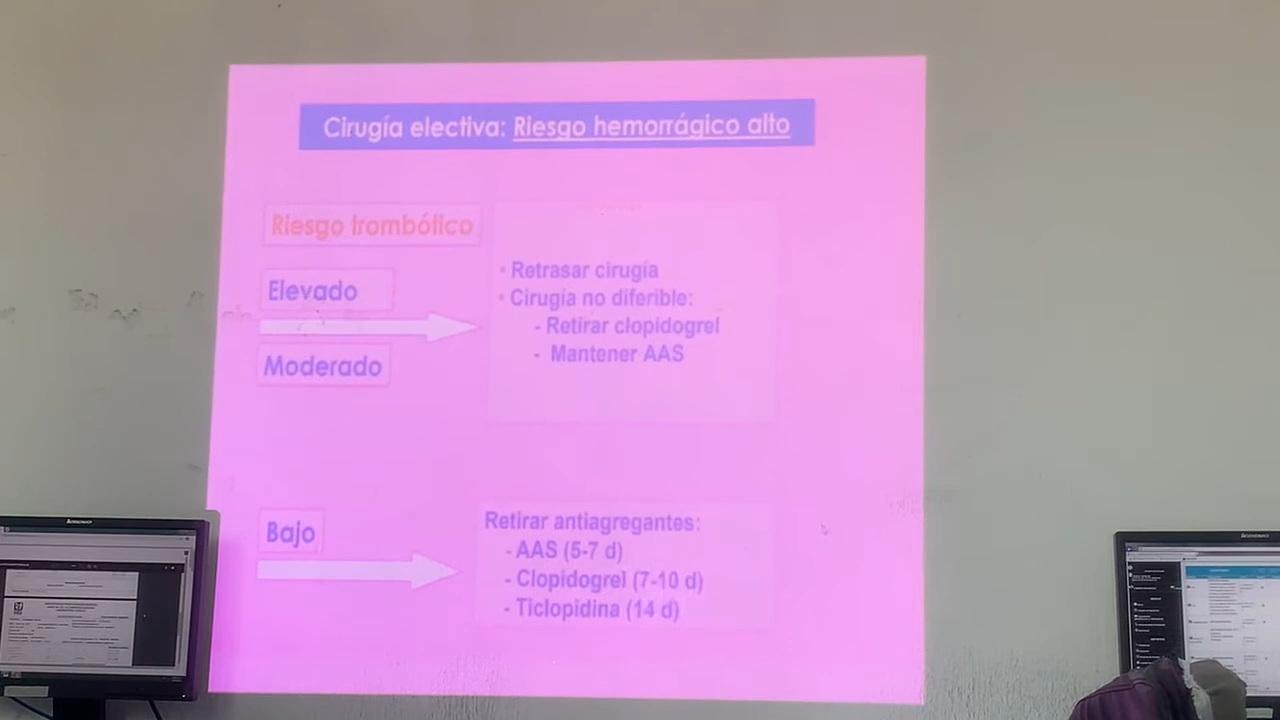 Cirugía electiva: Riesgo hemorrágico alto
Riesgo trombótico
Elevado
Moderado
• Retrasar cirugía
• Cirugía no diferible:
- Retirar clopidogrel
- Mantener AAS
Bajo
Retirar antiagregantes:
- AAS (5-7 d)
- Clopidogrel (7-10 d)
- Ticlopidina (14 d)